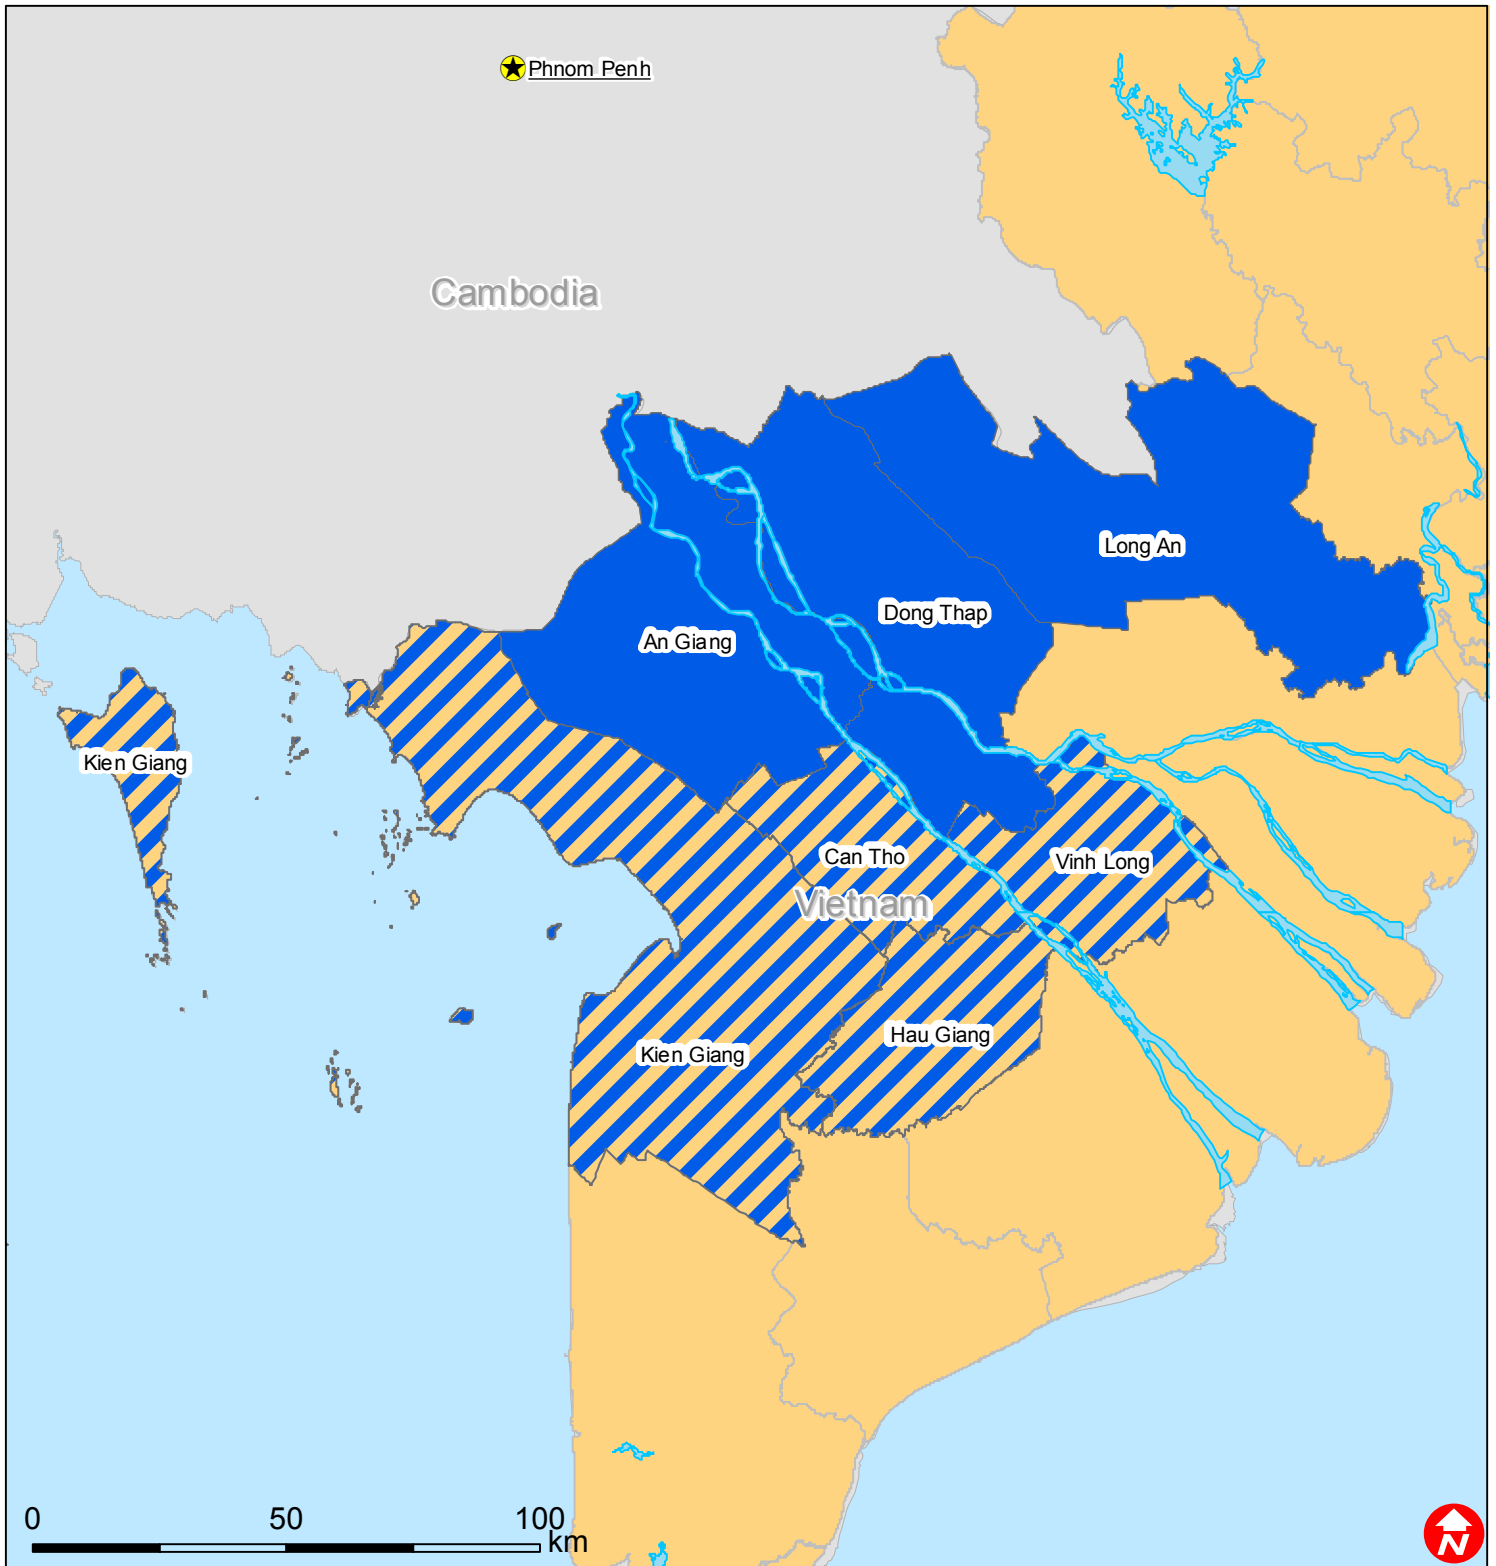 Phnom Penh
Cambodia
Long An
Dong Thap
An Giang
Kien Giang
Can Tho
Vinh Long
Vietnam
Hau Giang
Kien Giang
0 50 100
km
N